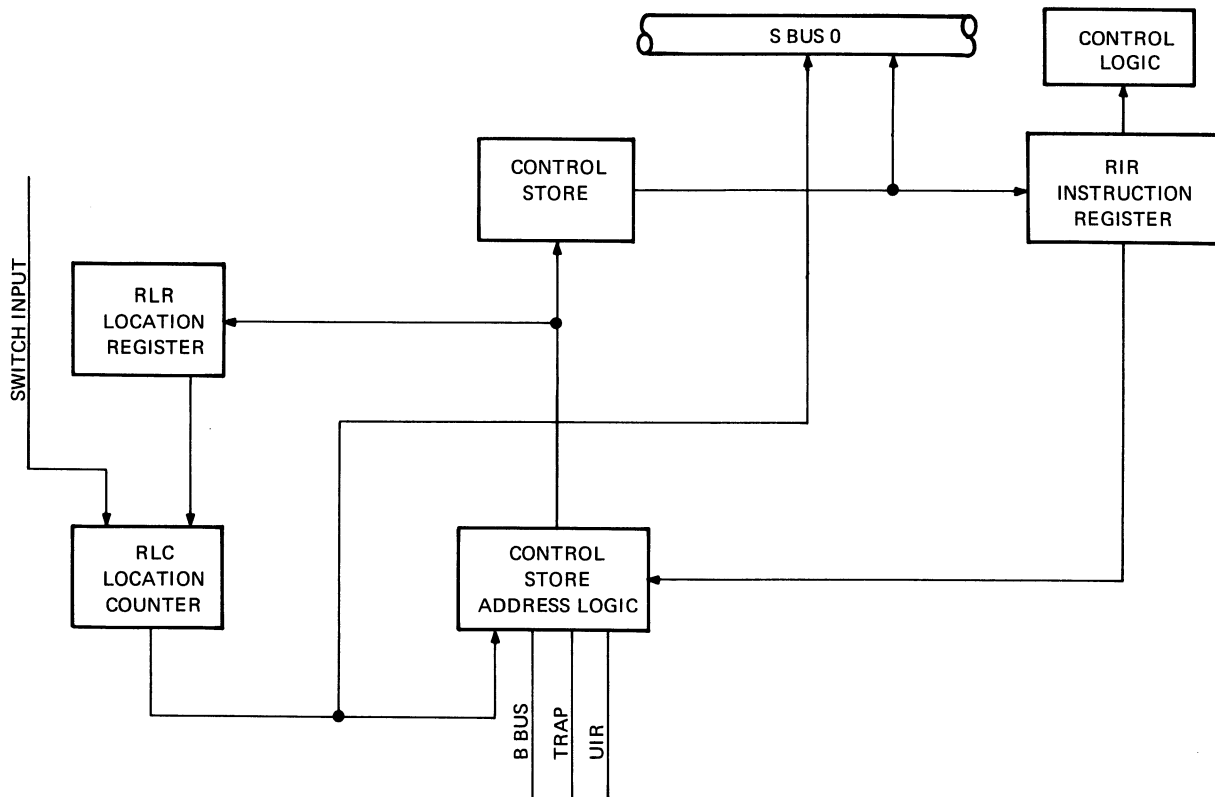 S BUS 0
CONTROL
LOGIC
CONTROL
STORE
RIR
INSTRUCTION
REGISTER
SWITCH INPUT
RLR
LOCATION
REGISTER
RLC
LOCATION
COUNTER
CONTROL
STORE
ADDRESS LOGIC
B BUS
TRAP
UIR